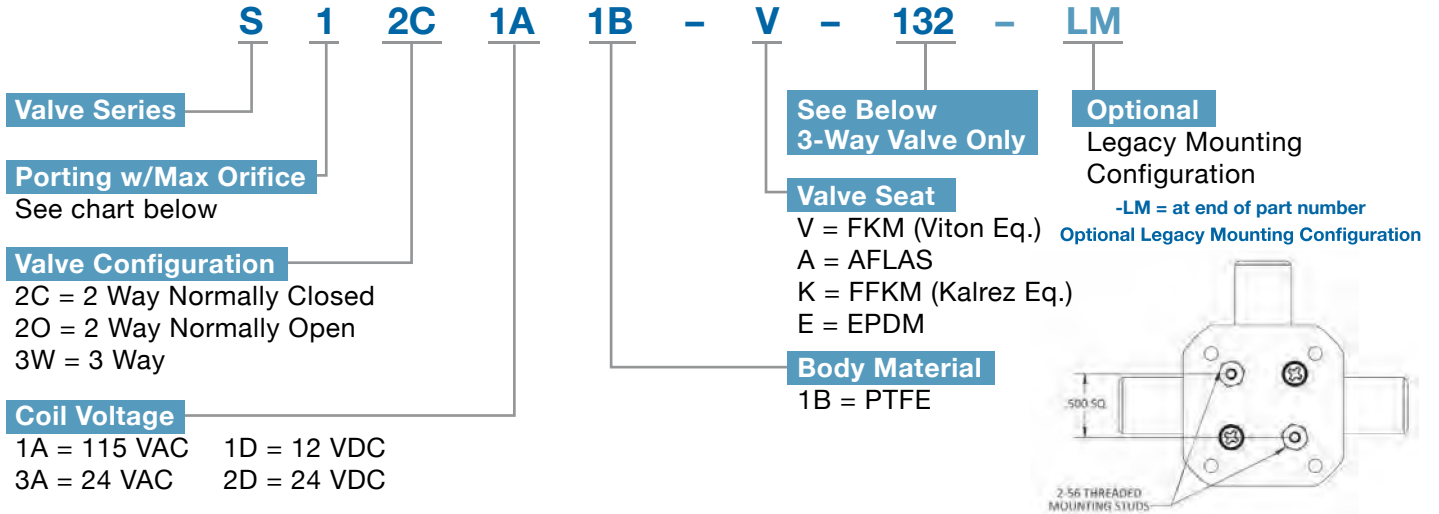 S 1 2C 1A 1B – V – 132 – LM
Valve Series
Porting w/Max Orifice
See chart below
Valve Configuration
2C = 2 Way Normally Closed
2O = 2 Way Normally Open
3W = 3 Way
Coil Voltage
1A = 115 VAC 1D = 12 VDC
3A = 24 VAC 2D = 24 VDC
See Below
3-Way Valve Only
Valve Seat
V = FKM (Viton Eq.)
A = AFLAS
K = FFKM (Kalrez Eq.)
E = EPDM
Body Material
1B = PTFE
Optional
Legacy Mounting
Configuration
-LM = at end of part number
Optional Legacy Mounting Configuration
.500 SQ.
2-56 THREADED
MOUNTING STUDS